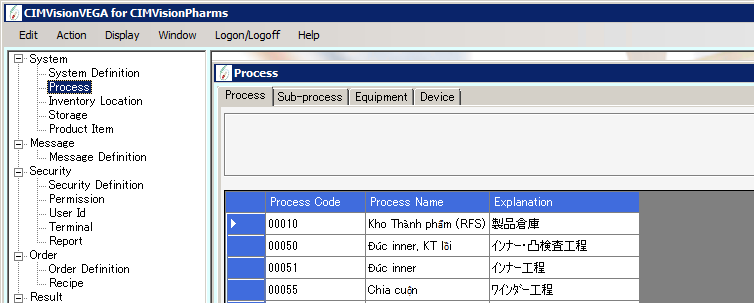 CIMVisionVEGA for CIMVisionPharms
Edit Action Display Window Logon/Logoff Help
System
System Definition
Process
Inventory Location
Storage
Product Item
Message
Message Definition
Security
Security Definition
Permission
User Id
Terminal
Report
Order
Order Definition
Recipe
Result
Process
Process Sub-process Equipment Device
Process Code Process Name Explanation
00010 Kho Thành phẩm (RFS) 製品倉庫
00050 Đúc inner, KT lồi インナー・凸検査工程
00051 Đúc inner インナー工程
00055 Chia cuộn ワインダー工程